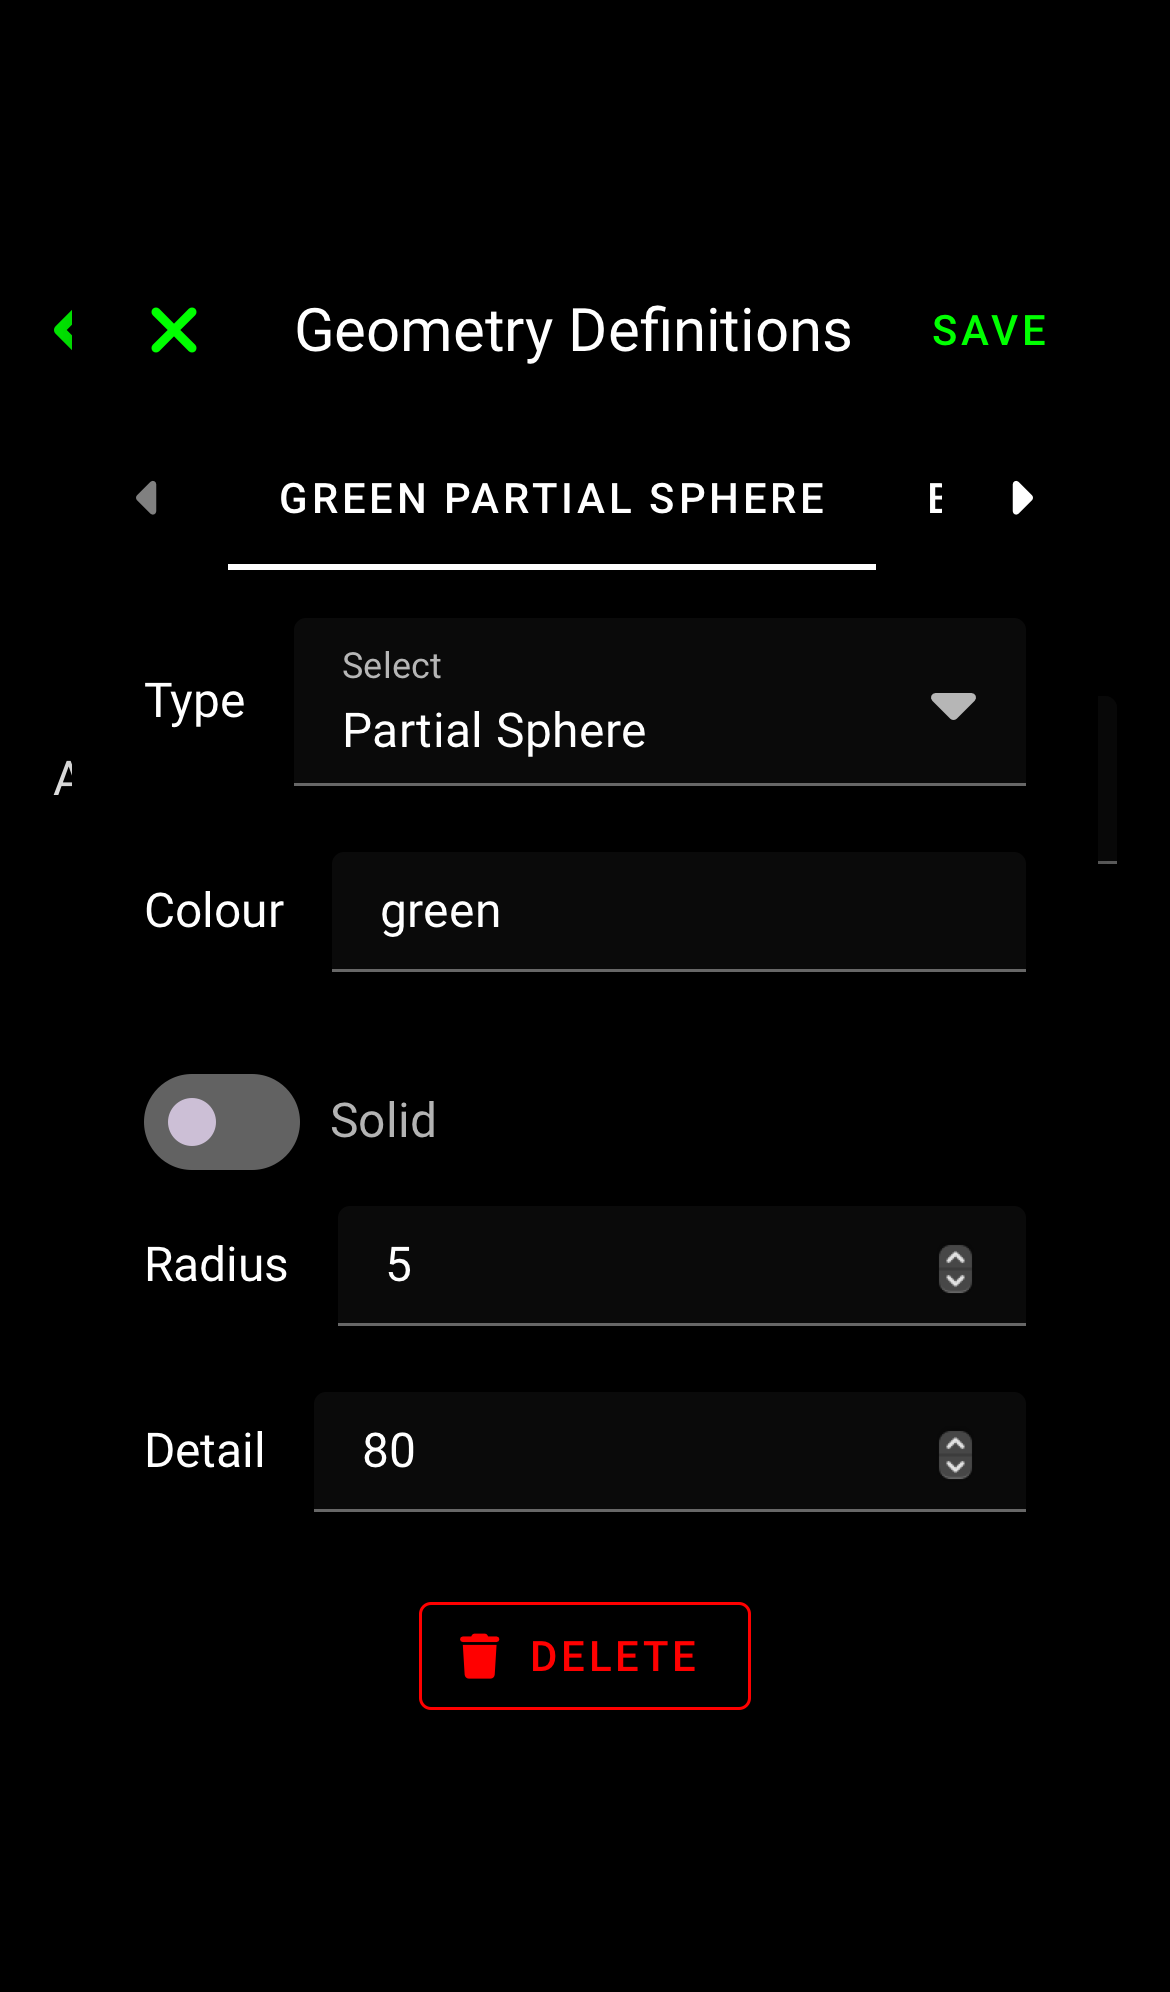 Geometry Definitions
SAVE
GREEN PARTIAL SPHERE
Type
Select
Partial Sphere
Colour
green
Solid
Radius
5
Detail
80
DELETE